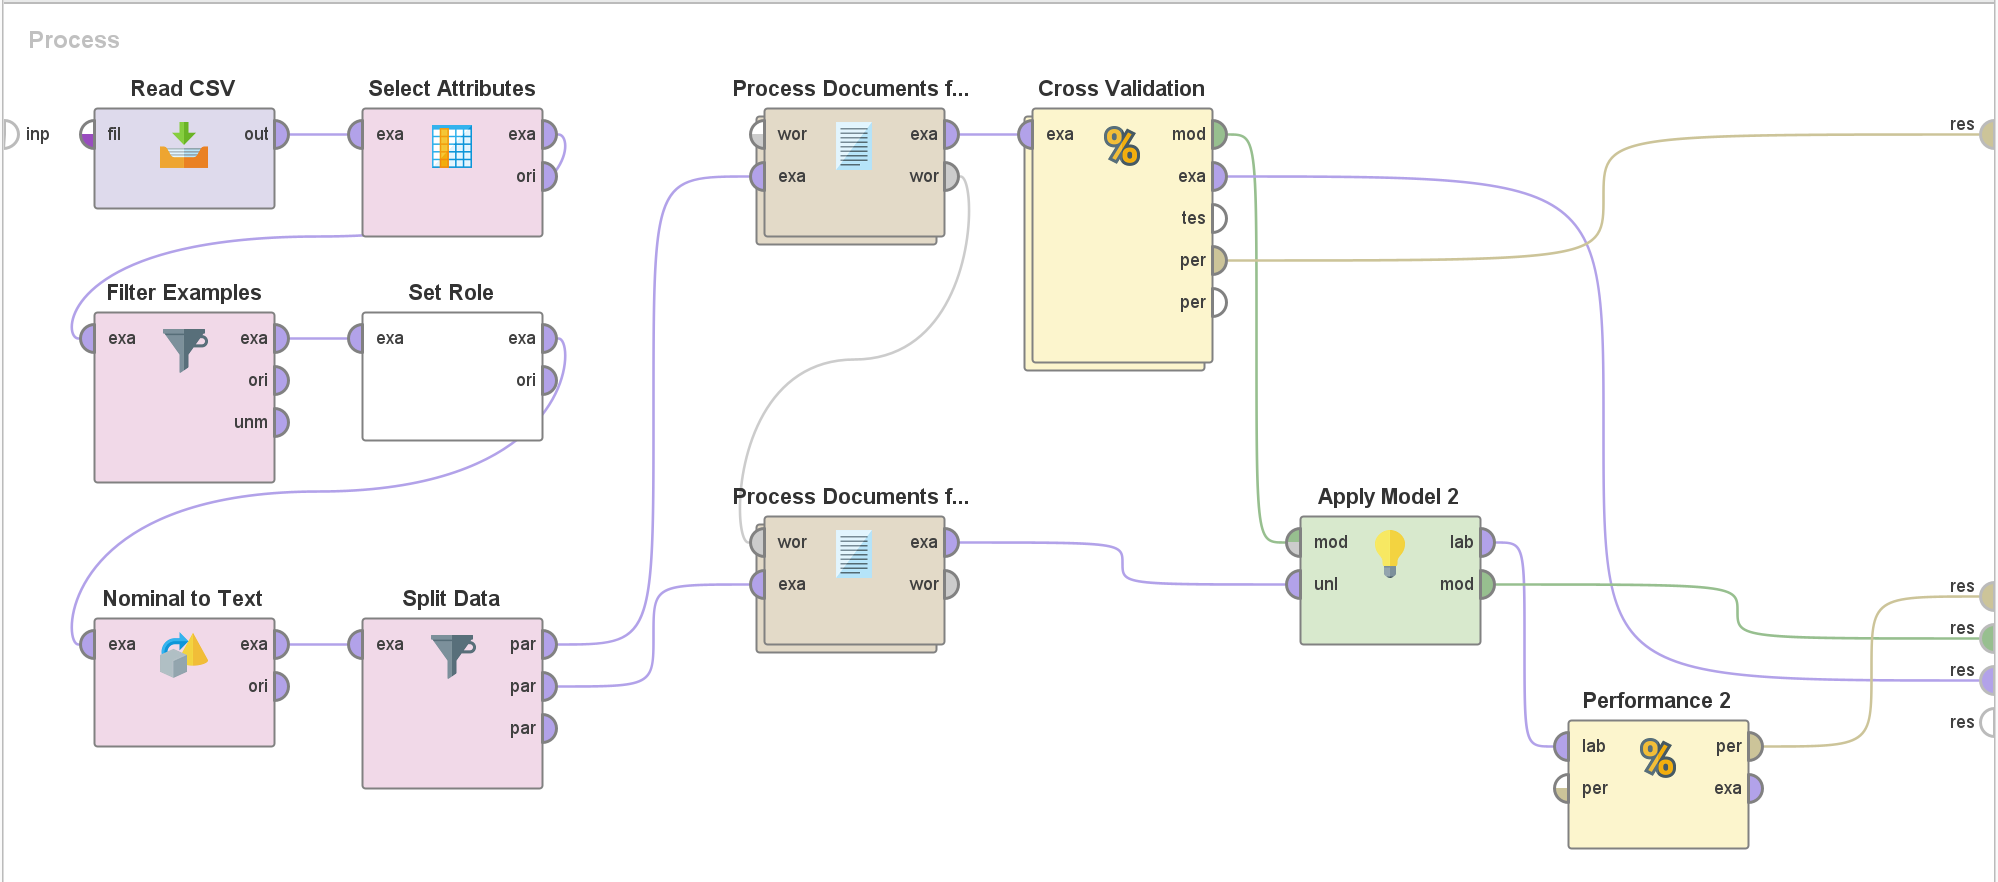 Process
inp
Read CSV
fil out
Select Attributes
exa exa
ori
Filter Examples
exa exa
ori
unm
Set Role
exa exa
ori
Nominal to Text
exa exa
ori
Split Data
exa par
par
par
Process Documents f...
wor exa
exa wor
Process Documents f...
wor exa
exa wor
Cross Validation
exa mod
exa
tes
per
per
Apply Model 2
mod lab
unl mod
Performance 2
lab per
per exa
res
res
res
res
res